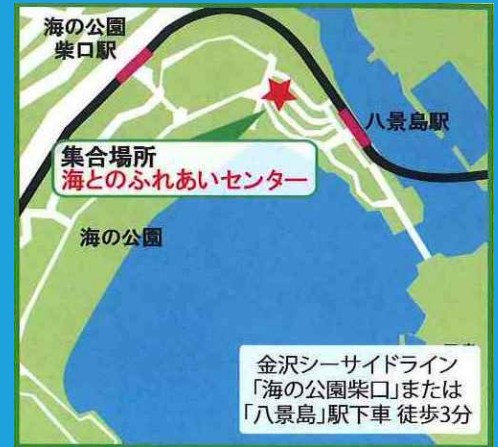 海の公園
柴口駅
八景島駅
集合場所
海とのふれあいセンター
海の公園
金沢シーサイドライン
「海の公園柴口」または
「八景島」駅下車 徒歩3分